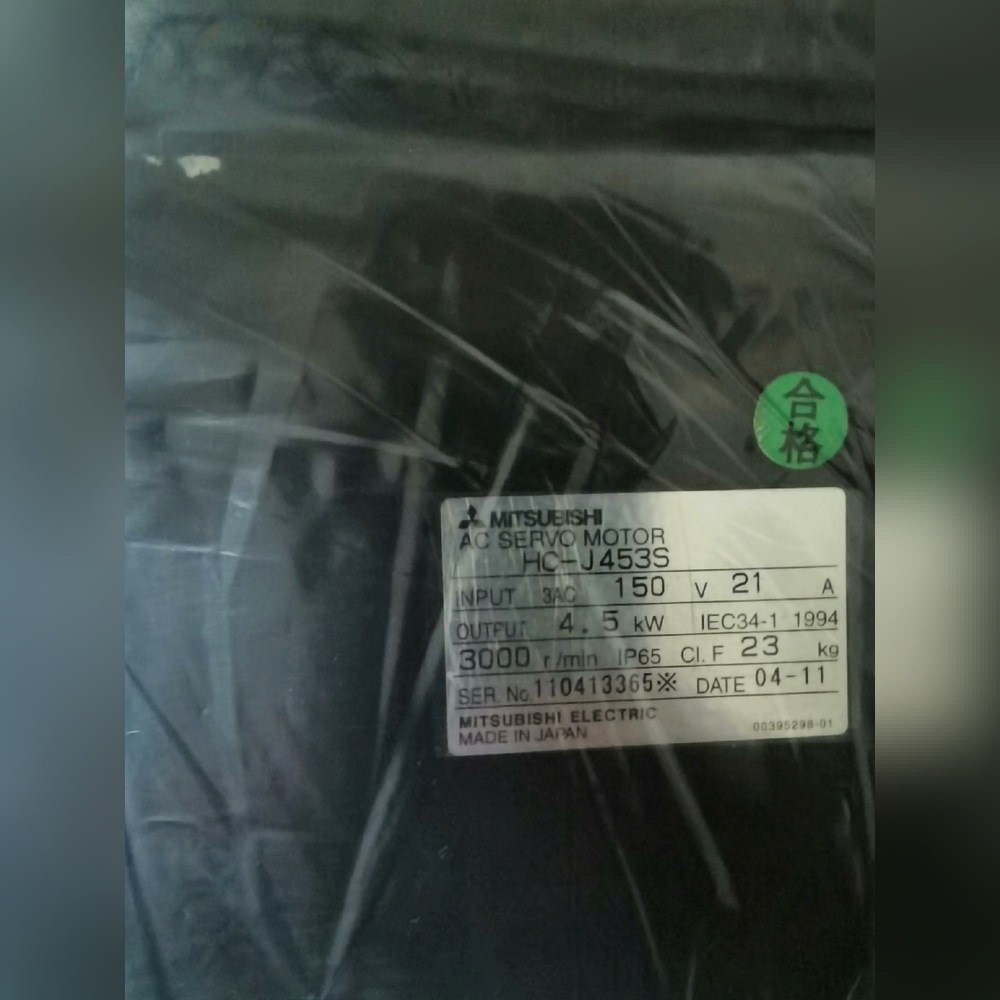 合
格
MITSUBISHI
AC SERVO MOTOR
HC-J453S
INPUT 3AC 150 V 21 A
OUTPUT 4.5 kW IEC34-1 1994
3000 r/min IP65 Cl.F 23 kg
SER.No.110413365※ DATE 04-11
MITSUBISHI ELECTRIC
MADE IN JAPAN 00395298-01